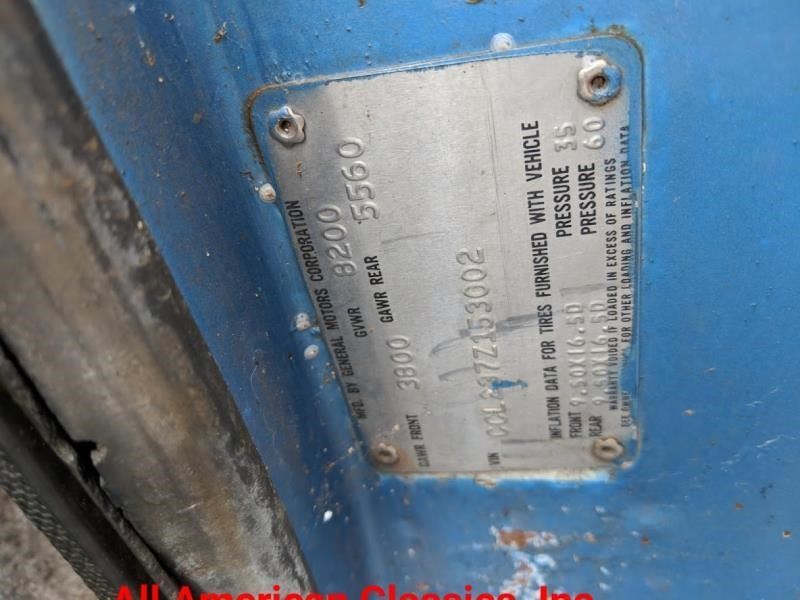 MFD. BY GENERAL MOTORS CORPORATION
GVWR 8200
GAWR FRONT 3800 GAWR REAR 5560
VIN CCL237Z153002
INFLATION DATA FOR TIRES FURNISHED WITH VEHICLE
FRONT 9.50X16.5D PRESSURE 35
REAR 9.50X16.5D PRESSURE 60
WARRANTY VOIDED IF LOADED IN EXCESS OF RATINGS
SEE OWNER FOR OTHER LOADING AND INFLATION DATA
All American Classics, Inc.